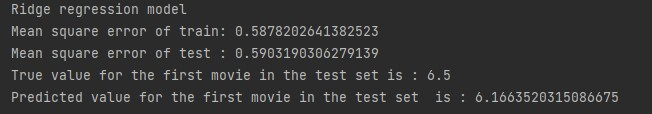 Ridge regression model
Mean square error of train: 0.5878202641382523
Mean square error of test : 0.5903190306279139
True value for the first movie in the test set is : 6.5
Predicted value for the first movie in the test set  is : 6.1663520315086675